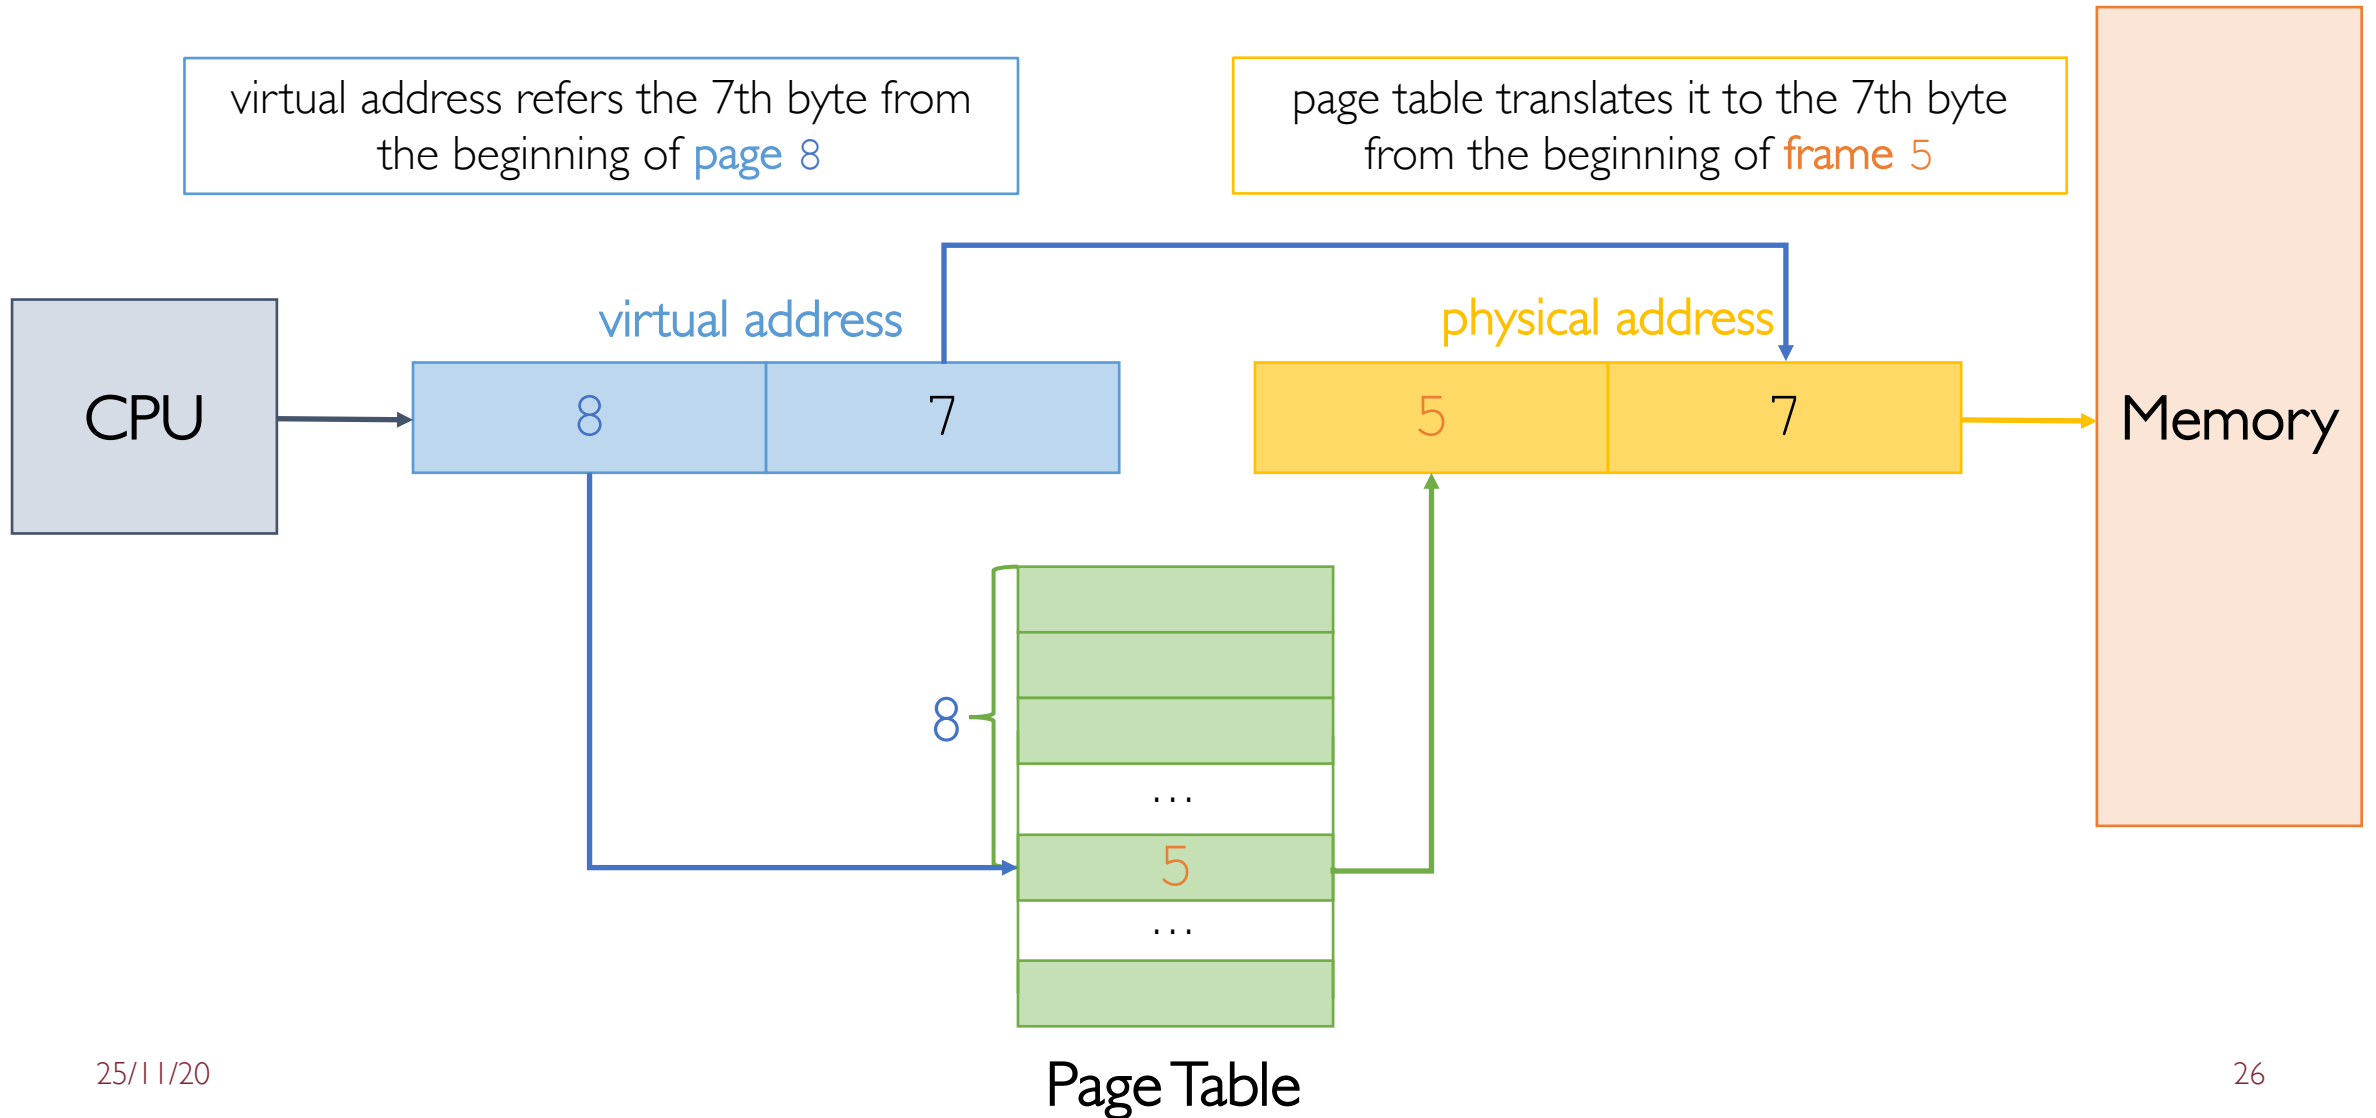 virtual address refers the 7th byte from
the beginning of page 8
page table translates it to the 7th byte
from the beginning of frame 5
virtual address
physical address
CPU
8
7
5
7
Memory
8
...
5
...
Page Table
25/11/20
26